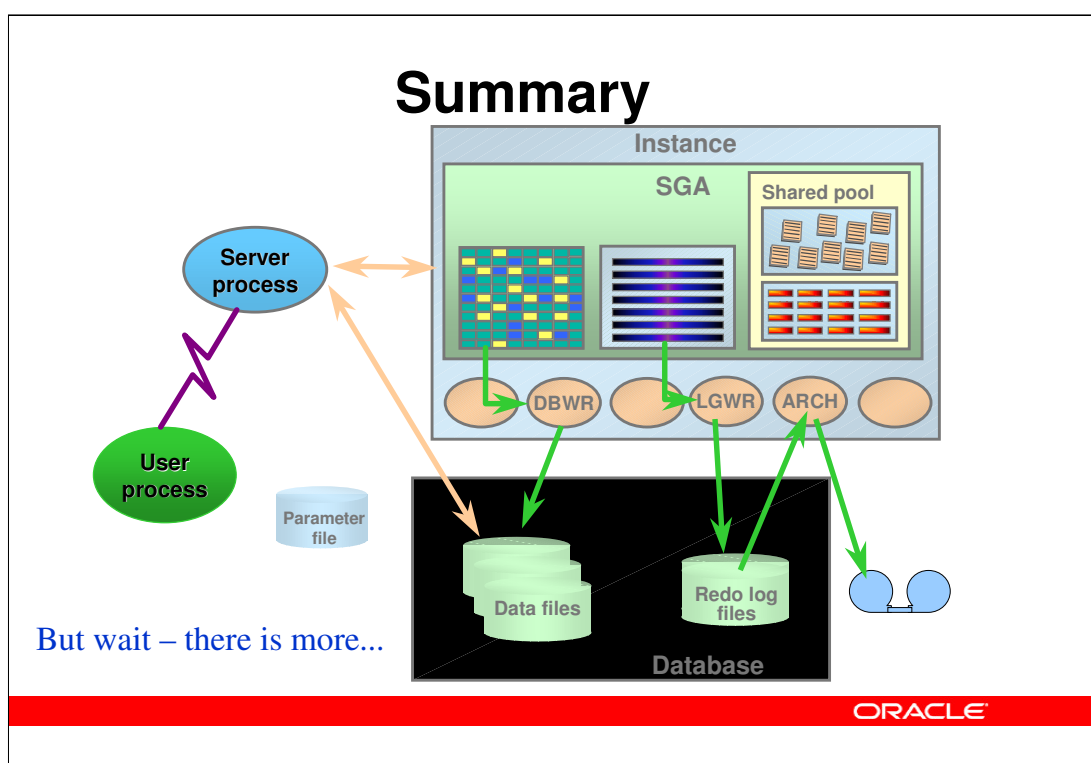 Summary
Instance
SGA
Shared pool
Server
process
DBWR
LGWR
ARCH
User
process
Parameter
file
Data files
Redo log
files
But wait – there is more...
Database
ORACLE